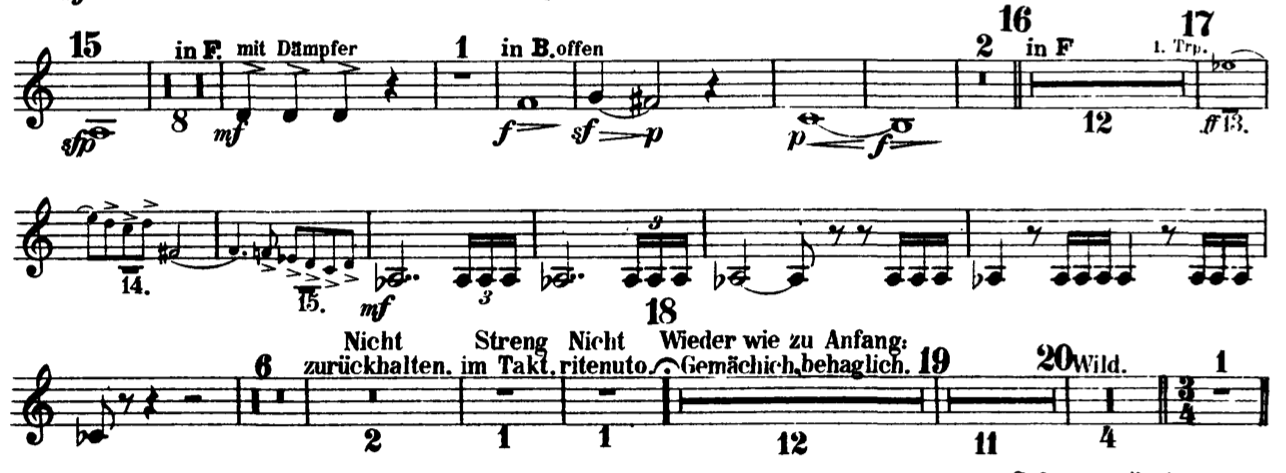 15 in F. mit Dämpfer 1 in B. offen 2 16 in F 1. Trp. 17
sfp 8 mf f sf p p f 12 ff 13.
3
14. 15. mf 3
18
Nicht Streng Nicht Wieder wie zu Anfang:
6 zurückhalten. im Takt. ritenuto. Gemächich, behaglich. 19 20 Wild. 1
3
4
2 1 1 12 11 4